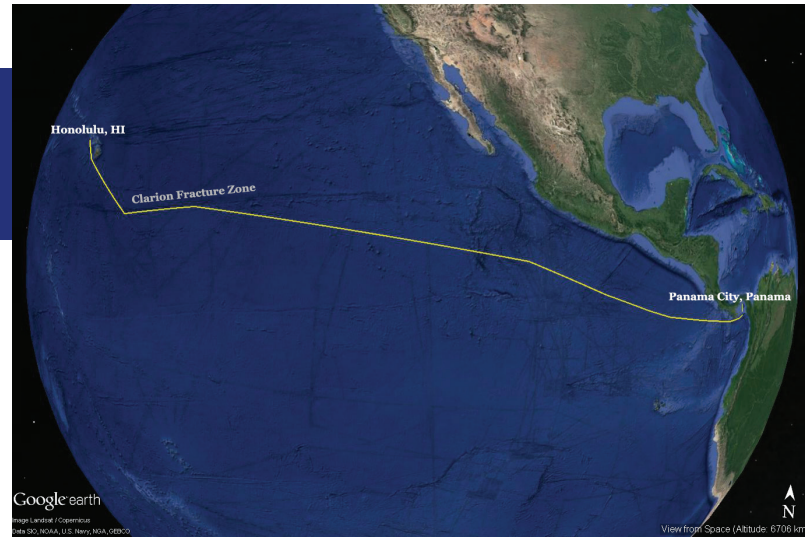 Honolulu, HI
Clarion Fracture Zone
Panama City, Panama
Google earth
Image Landsat / Copernicus
Data SIO, NOAA, U.S. Navy, NGA, GEBCO
N
View from Space (Altitude: 6706 km